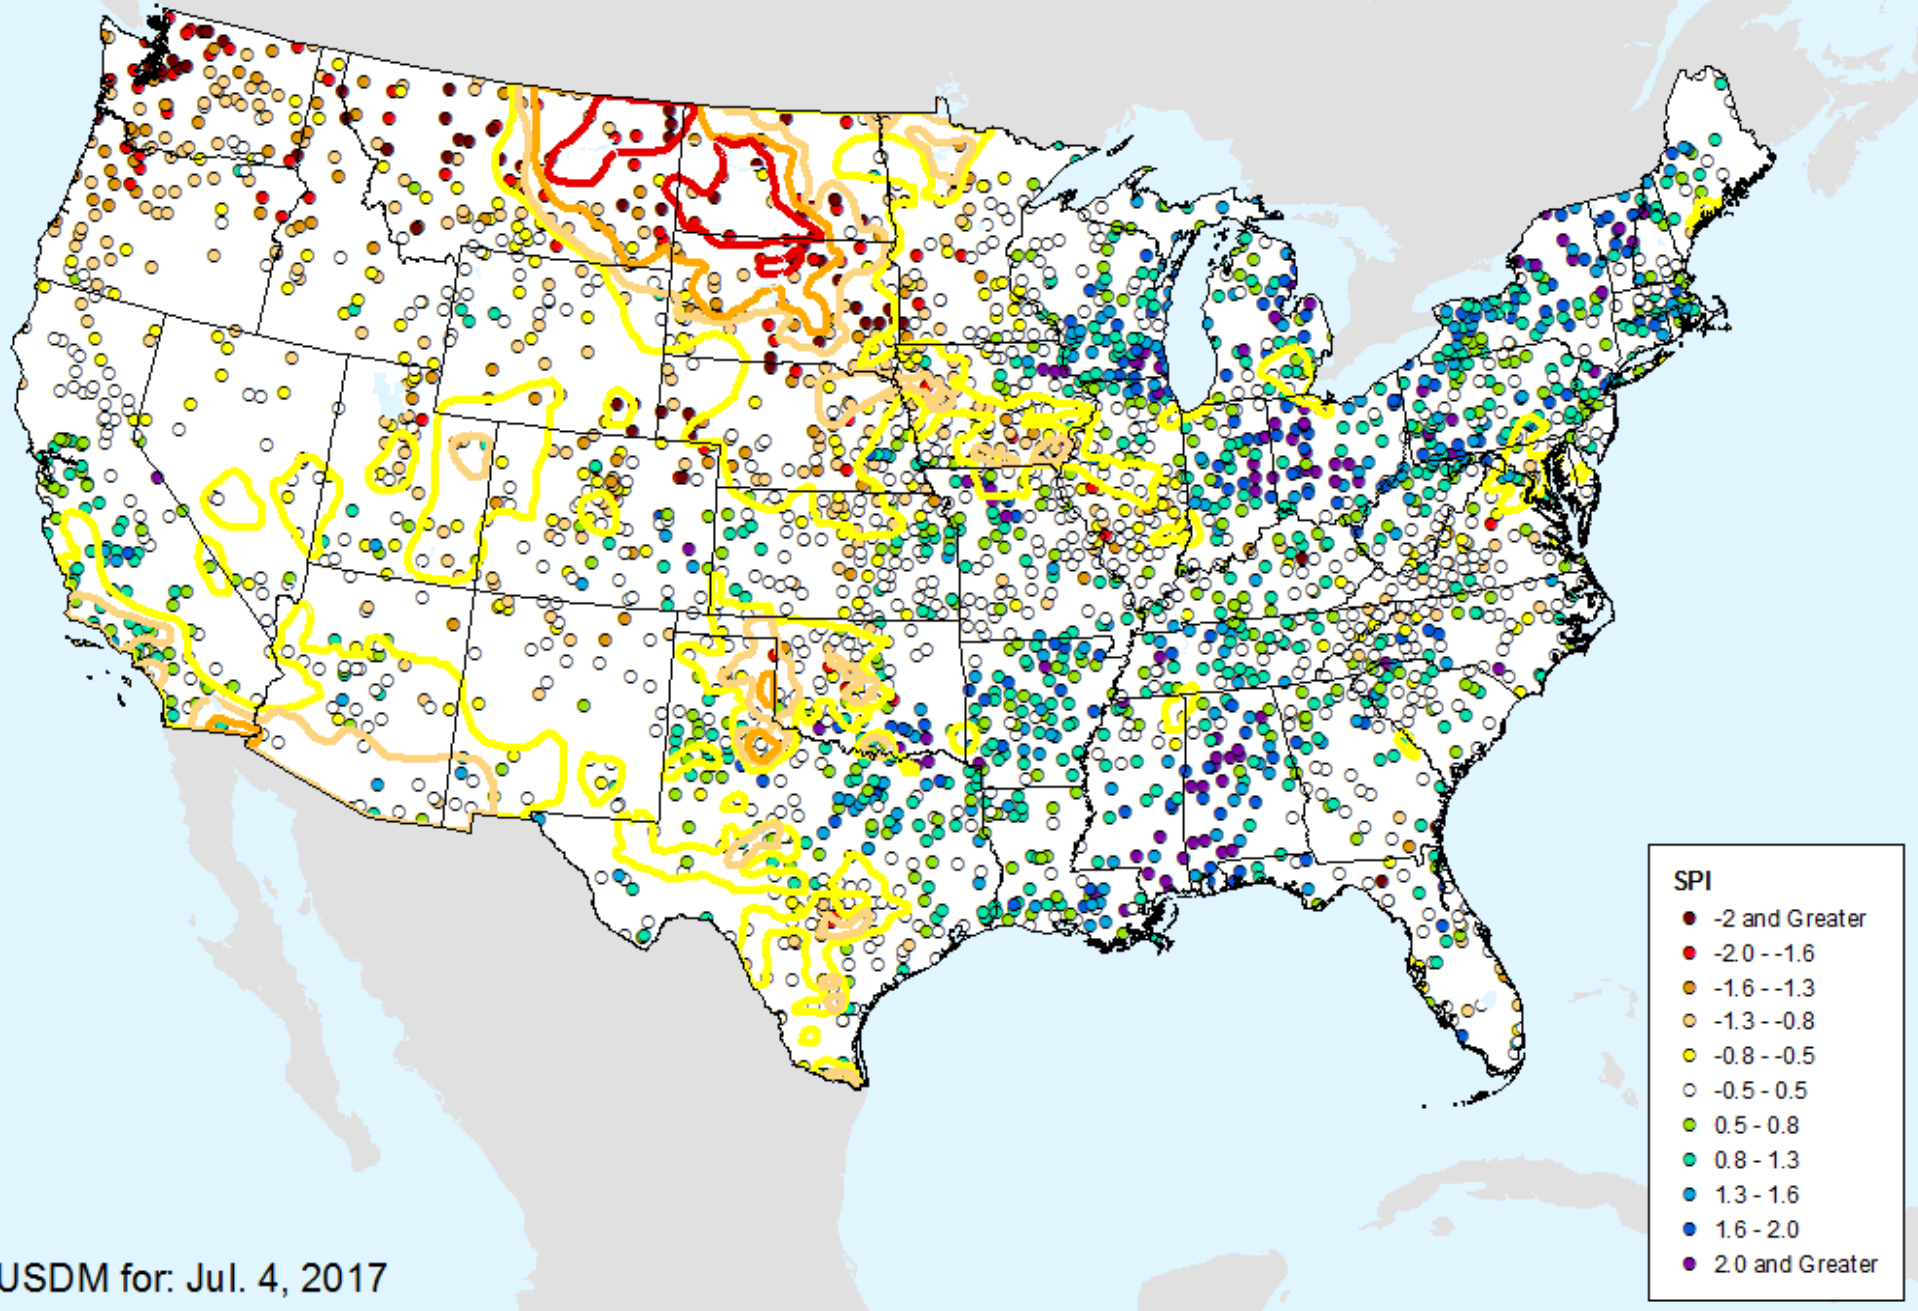 SPI
-2 and Greater
-2.0 - -1.6
-1.6 - -1.3
-1.3 - -0.8
-0.8 - -0.5
-0.5 - 0.5
0.5 - 0.8
0.8 - 1.3
1.3 - 1.6
1.6 - 2.0
2.0 and Greater
USDM for: Jul. 4, 2017